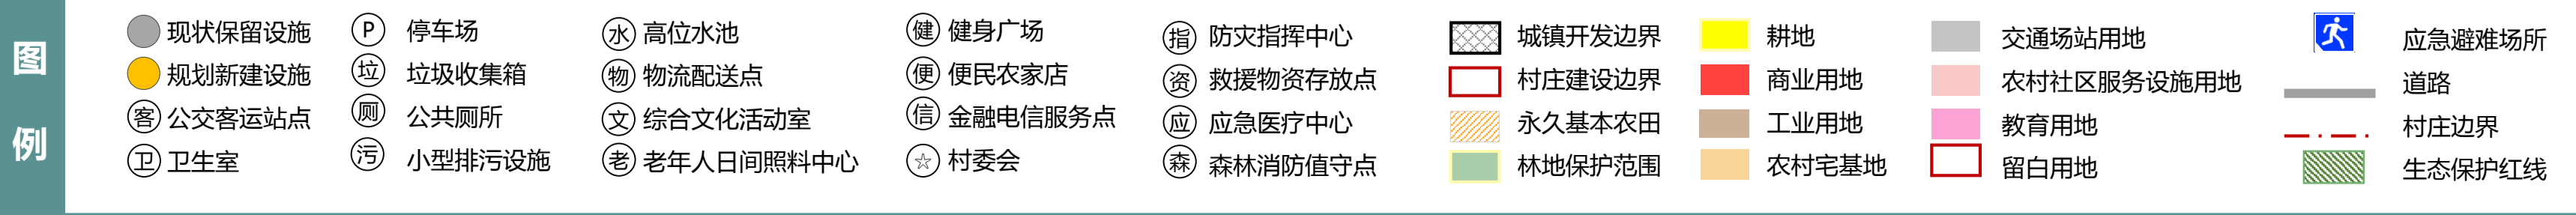 图例
现状保留设施
规划新建设施
客 公交客运站点
卫 卫生室
P 停车场
垃 垃圾收集箱
厕 公共厕所
污 小型排污设施
水 高位水池
物 物流配送点
文 综合文化活动室
老 老年人日间照料中心
健 健身广场
便 便民农家店
信 金融电信服务点
☆ 村委会
指 防灾指挥中心
资 救援物资存放点
应 应急医疗中心
森 森林消防值守点
城镇开发边界
村庄建设边界
永久基本农田
林地保护范围
耕地
商业用地
工业用地
农村宅基地
交通场站用地
农村社区服务设施用地
教育用地
留白用地
应急避难场所
道路
村庄边界
生态保护红线